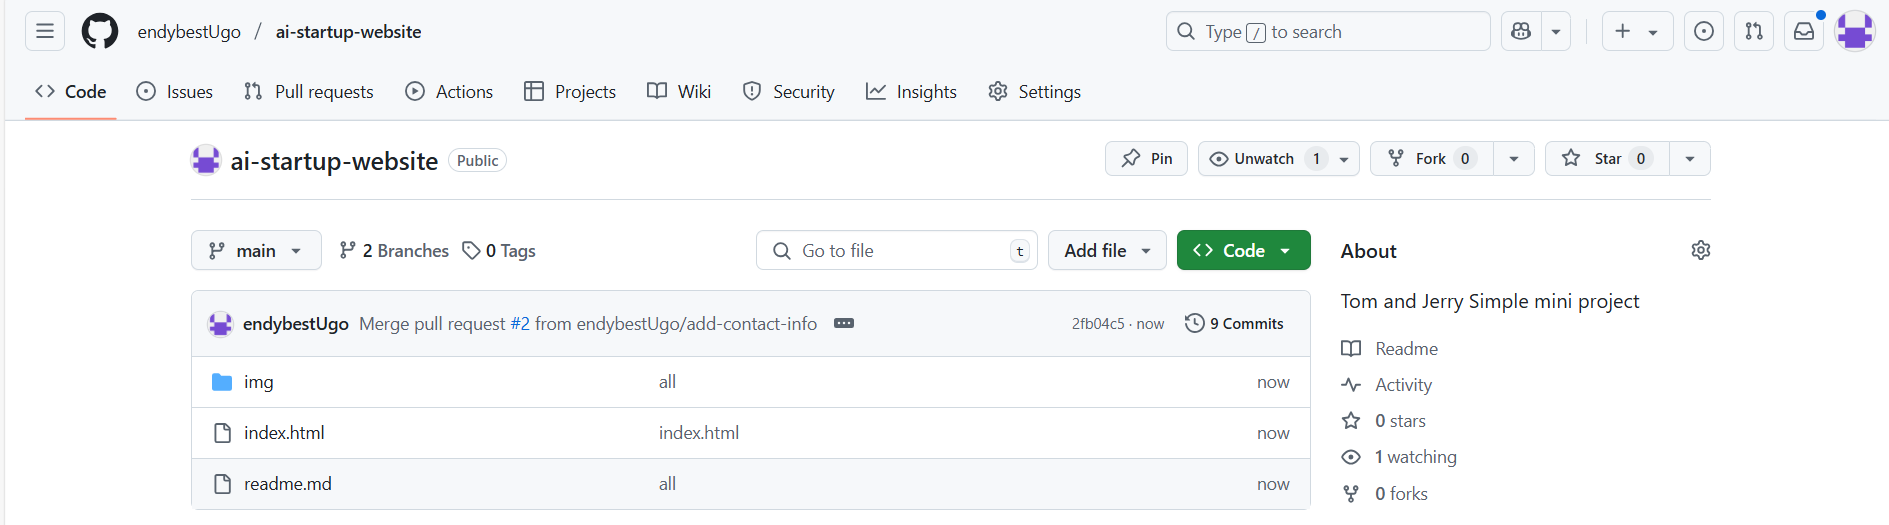 endybestUgo / ai-startup-website
Type / to search
Code Issues Pull requests Actions Projects Wiki Security Insights Settings
ai-startup-website Public
Pin Unwatch 1 Fork 0 Star 0
main 2 Branches 0 Tags Go to file t Add file Code
About
Tom and Jerry Simple mini project
endybestUgo Merge pull request #2 from endybestUgo/add-contact-info 2fb04c5 · now 9 Commits
img all now
index.html index.html now
readme.md all now
Readme
Activity
0 stars
1 watching
0 forks